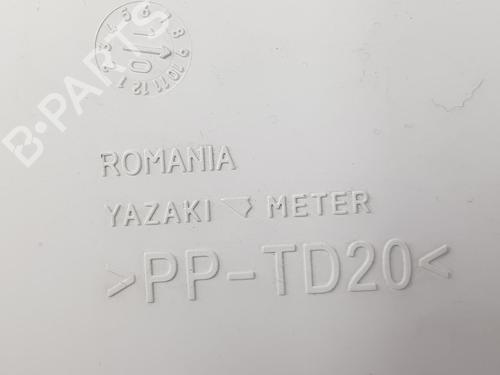 B-PARTS
ROMANIA
YAZAKI METER
>PP-TD20<